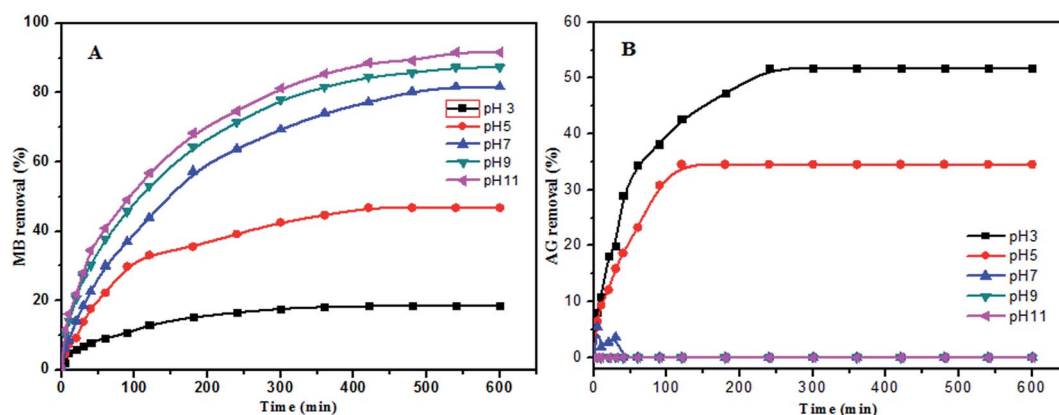 A
100
80
60
40
20
0
MB removal (%)
pH 3
pH5
pH7
pH9
pH11
0 100 200 300 400 500 600
Time (min)
B
60
50
40
30
20
10
0
AG removal (%)
pH3
pH5
pH7
pH9
pH11
0 100 200 300 400 500 600
Time (min)